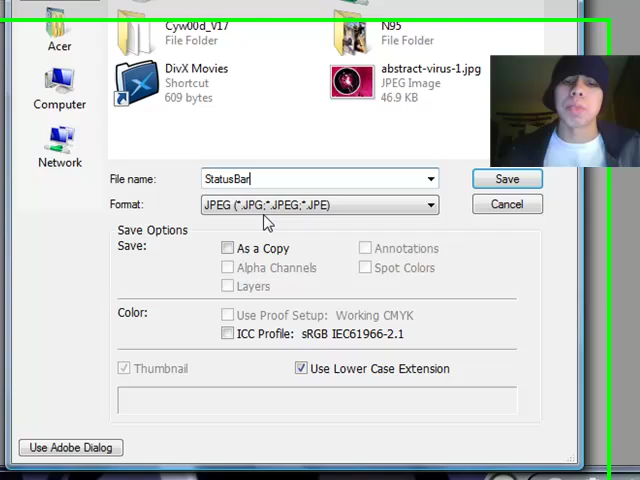 Acer
Cyw00d_V17
File Folder
N95
File Folder
Computer
DivX Movies
Shortcut
609 bytes
abstract-virus-1.jpg
JPEG Image
46.9 KB
Network
File name: StatusBar Save
Format: JPEG (*.JPG;*.JPEG;*.JPE) Cancel
Save Options
Save: As a Copy Annotations
Alpha Channels Spot Colors
Layers
Color: Use Proof Setup: Working CMYK
ICC Profile: sRGB IEC61966-2.1
Thumbnail Use Lower Case Extension
Use Adobe Dialog